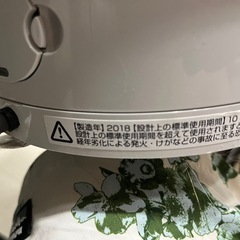 【製造年】2018【設計上の標準使用期間】10
設計上の標準使用期間を超えて使用されますと
経年劣化による発火・けがなどの事故に至るお